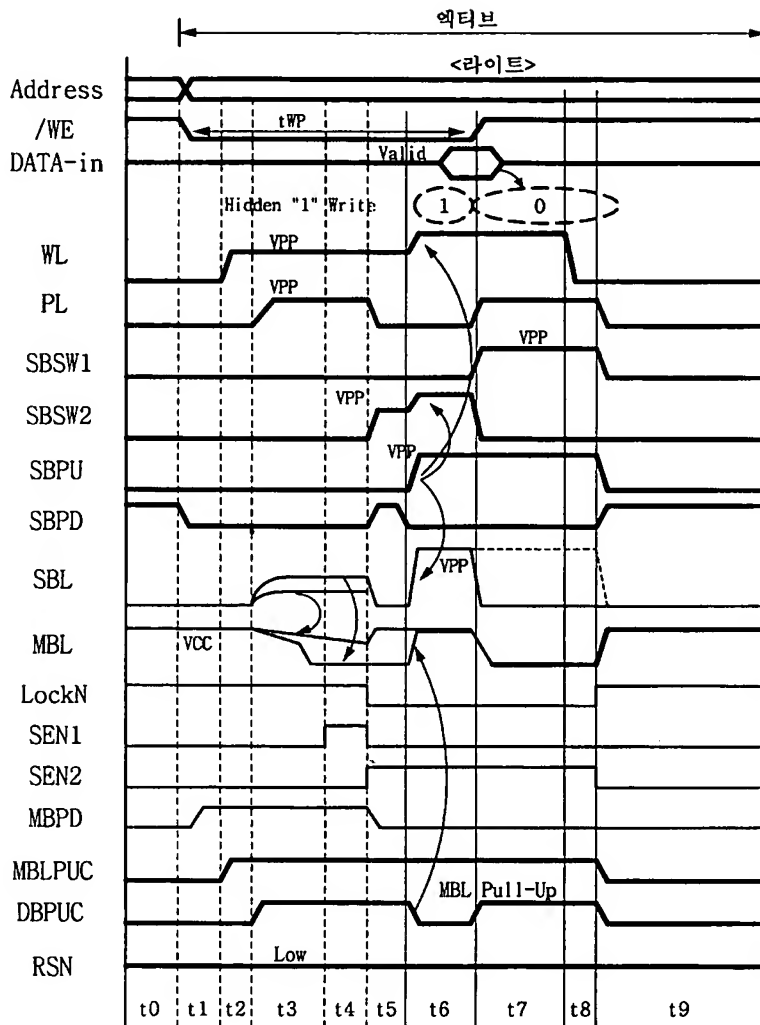 엑티브
<라이트>
Address
/WE
tWP
DATA-in
Valid
Hidden "1" Write
1
0
WL
VPP
PL
VPP
SBSW1
VPP
SBSW2
VPP
SBPU
VPP
SBPD
SBL
VPP
MBL
VCC
LockN
SEN1
SEN2
MBPD
MBLPUC
MBL Pull-Up
DBPUC
RSN
Low
t0 t1 t2 t3 t4 t5 t6 t7 t8 t9